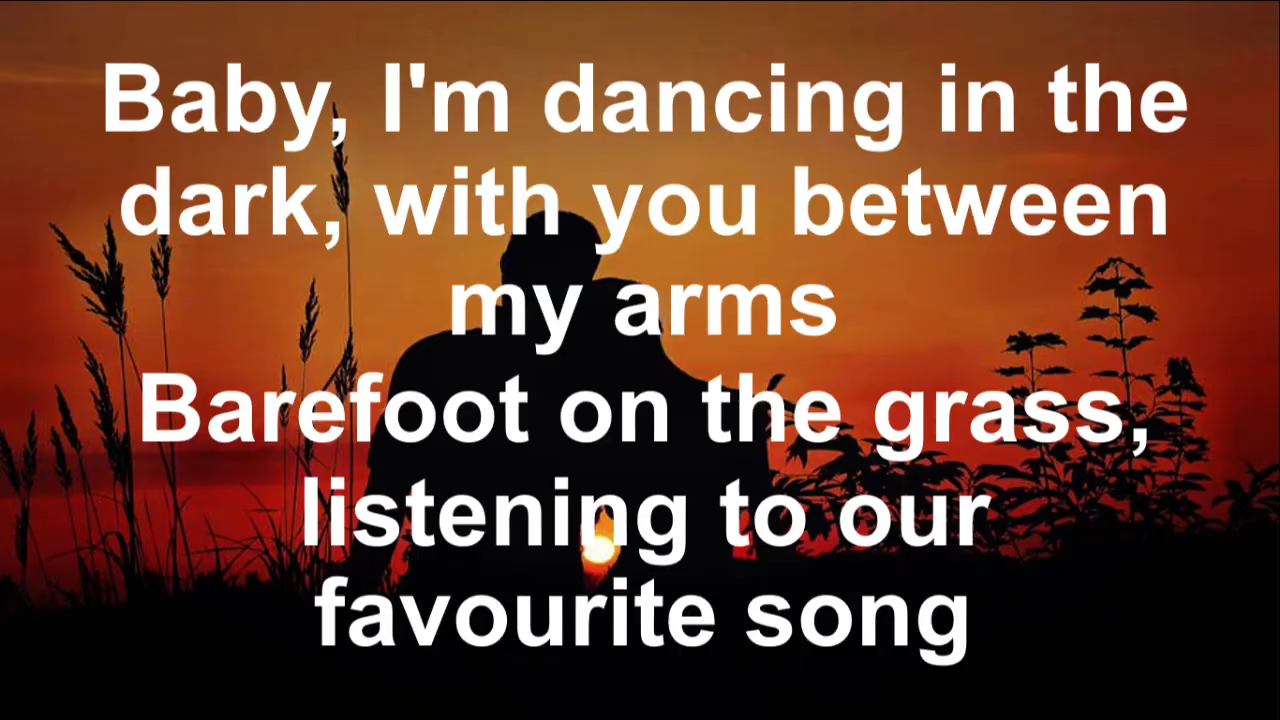 Baby, I'm dancing in the
dark, with you between
my arms
Barefoot on the grass,
listening to our
favourite song